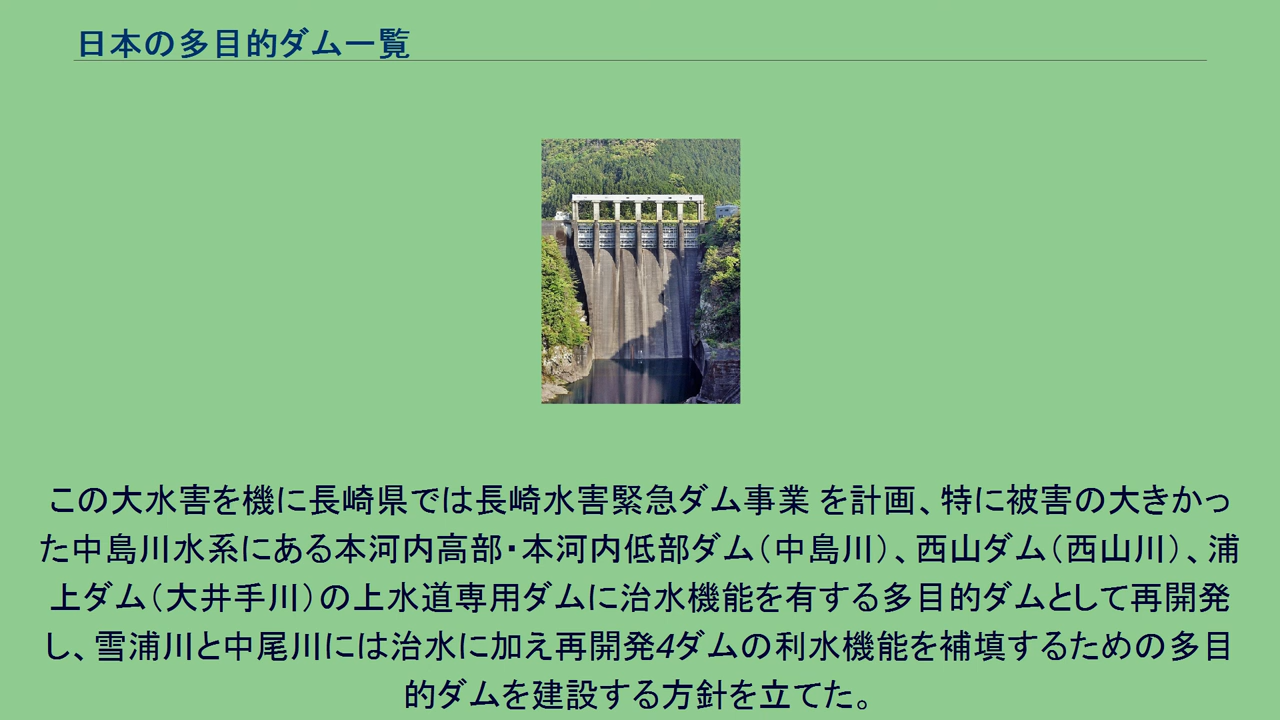 日本の多目的ダム一覧
この大水害を機に長崎県では長崎水害緊急ダム事業 を計画、特に被害の大きかっ
た中島川水系にある本河内高部・本河内低部ダム（中島川）、西山ダム（西山川）、浦
上ダム（大井手川）の上水道専用ダムに治水機能を有する多目的ダムとして再開発
し、雪浦川と中尾川には治水に加え再開発4ダムの利水機能を補填するための多目
的ダムを建設する方針を立てた。